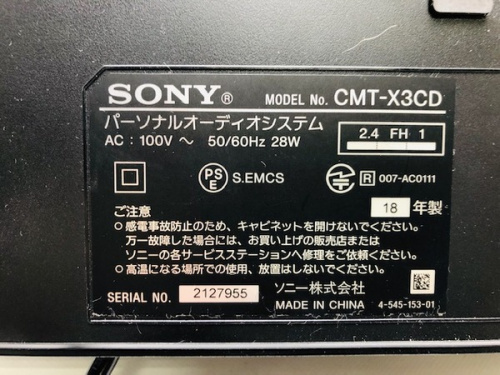 SONY® MODEL No. CMT-X3CD
パーソナルオーディオシステム
AC : 100V ～ 50/60Hz 28W
2.4 FH 1
PS E S.EMCS R 007-AC0111
18 年製
ご注意
○感電事故防止のため、キャビネットを開けないでください。
万一故障した場合には、お買い上げの販売店または
ソニーの各サービスステーションへ修理をご依頼ください。
○高温になる場所での使用、放置はしないでください。
SERIAL NO. 2127955
ソニー株式会社
MADE IN CHINA 4-545-153-01